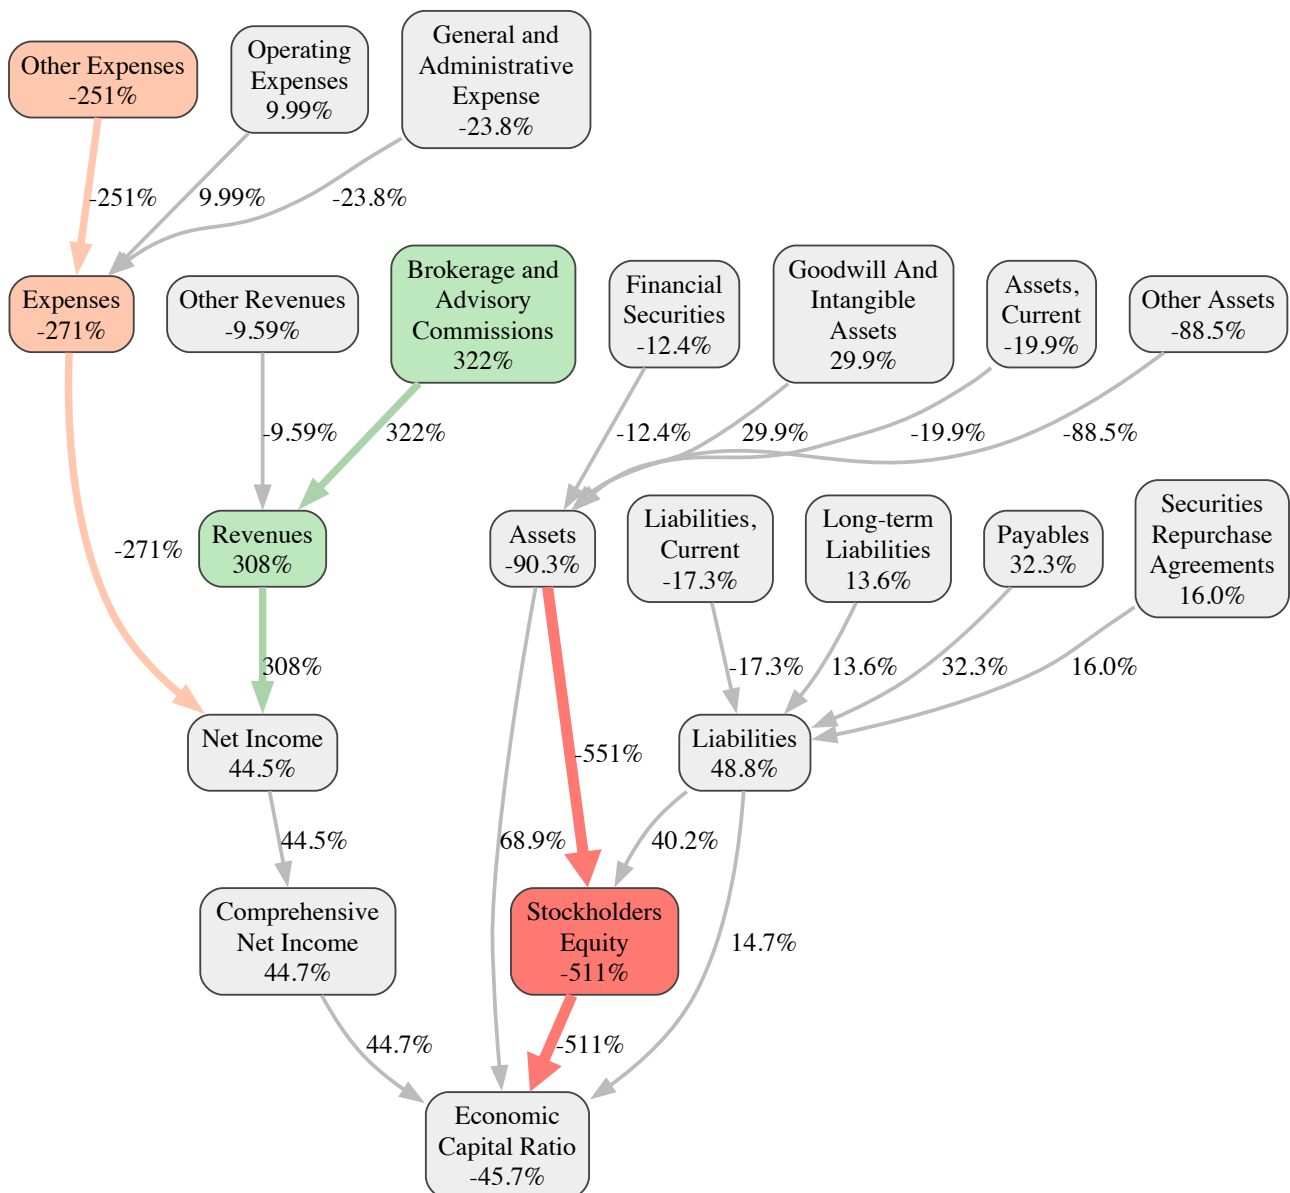 Other Expenses
-251%
Operating
Expenses
9.99%
General and
Administrative
Expense
-23.8%
-251%
9.99%
-23.8%
Expenses
-271%
Other Revenues
-9.59%
Brokerage and
Advisory
Commissions
322%
Financial
Securities
-12.4%
Goodwill And
Intangible
Assets
29.9%
Assets,
Current
-19.9%
Other Assets
-88.5%
-9.59%
322%
-12.4%
29.9%
-19.9%
-88.5%
-271%
Revenues
308%
Assets
-90.3%
Liabilities,
Current
-17.3%
Long-term
Liabilities
13.6%
Payables
32.3%
Securities
Repurchase
Agreements
16.0%
308%
-17.3%
13.6%
32.3%
16.0%
Net Income
44.5%
-551%
Liabilities
48.8%
44.5%
68.9%
40.2%
Comprehensive
Net Income
44.7%
Stockholders
Equity
-511%
14.7%
44.7%
-511%
Economic
Capital Ratio
-45.7%